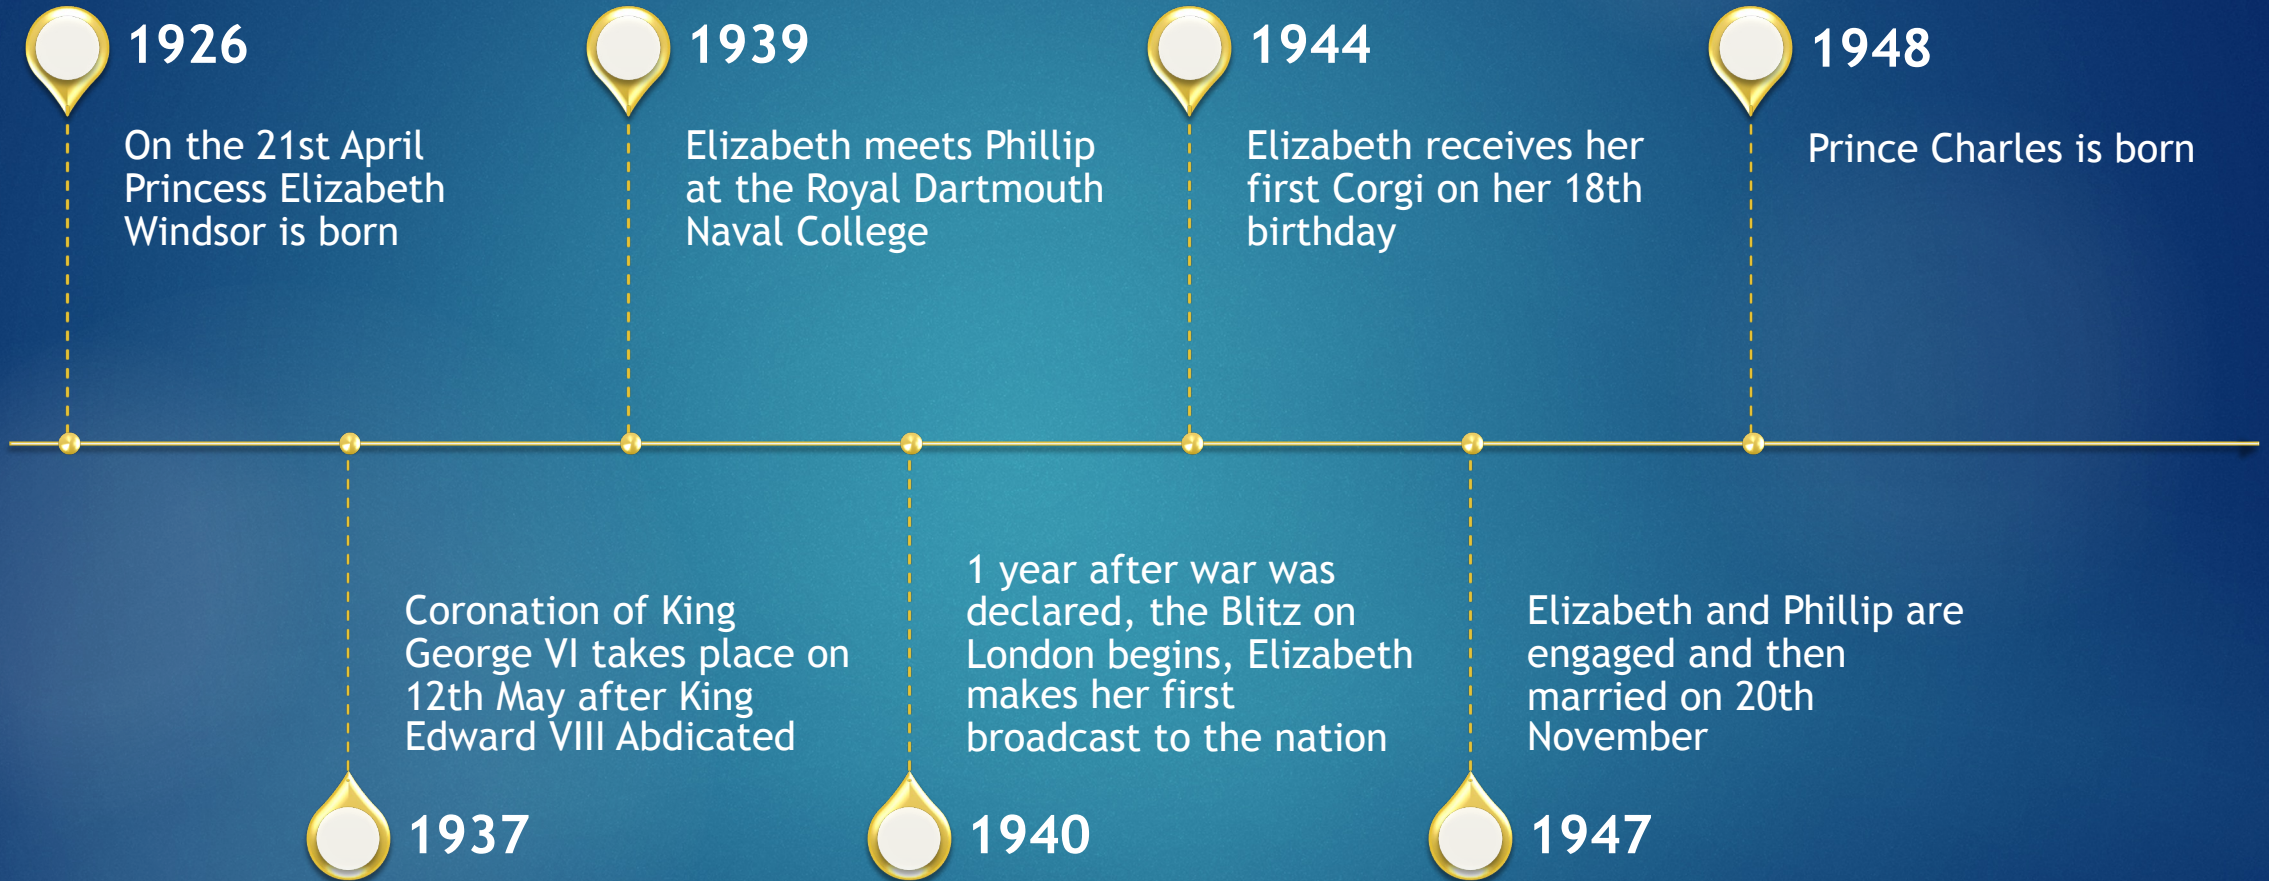 1926
On the 21st April
Princess Elizabeth
Windsor is born
1937
Coronation of King
George VI takes place on
12th May after King
Edward VIII Abdicated
1939
Elizabeth meets Phillip
at the Royal Dartmouth
Naval College
1940
1 year after war was
declared, the Blitz on
London begins, Elizabeth
makes her first
broadcast to the nation
1944
Elizabeth receives her
first Corgi on her 18th
birthday
1947
Elizabeth and Phillip are
engaged and then
married on 20th
November
1948
Prince Charles is born